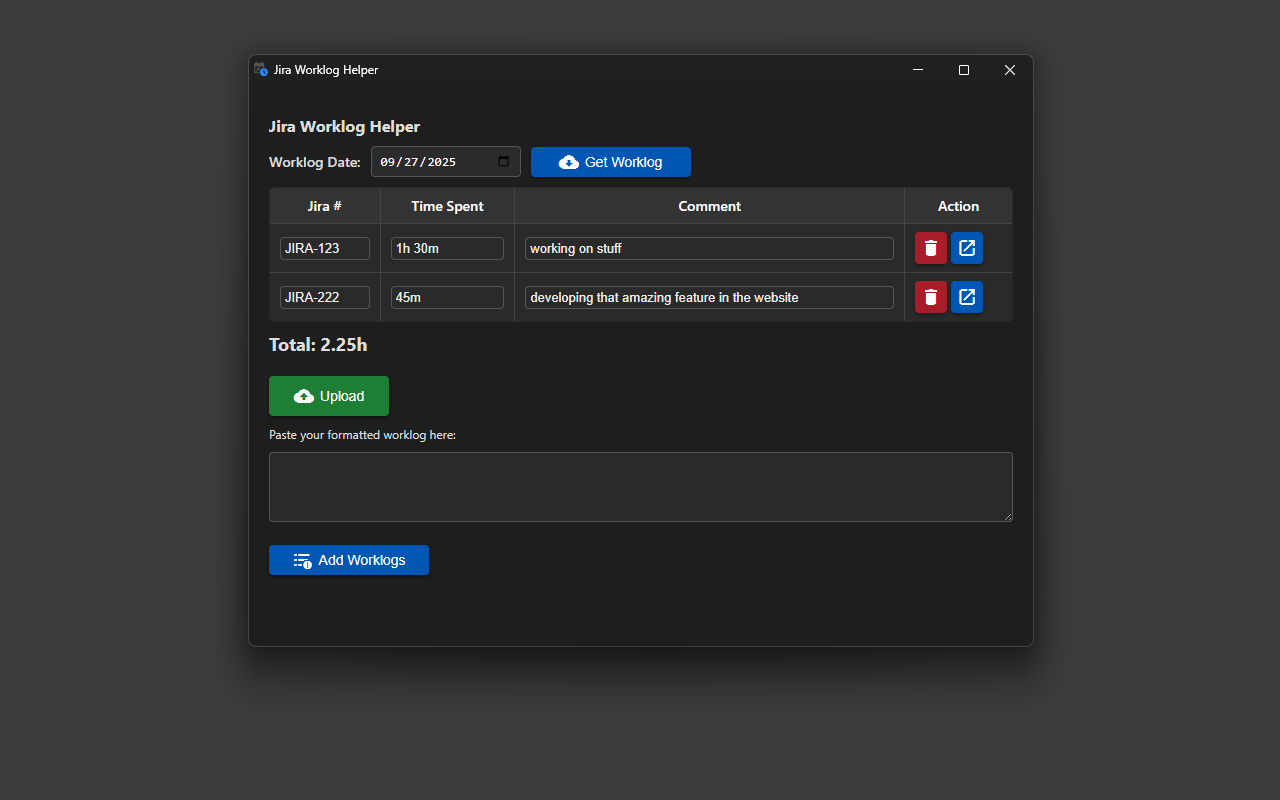 Jira Worklog Helper
Jira Worklog Helper
Worklog Date: 09/27/2025 Get Worklog
Jira # Time Spent Comment Action
JIRA-123 1h 30m working on stuff
JIRA-222 45m developing that amazing feature in the website
Total: 2.25h
Upload
Paste your formatted worklog here:
Add Worklogs